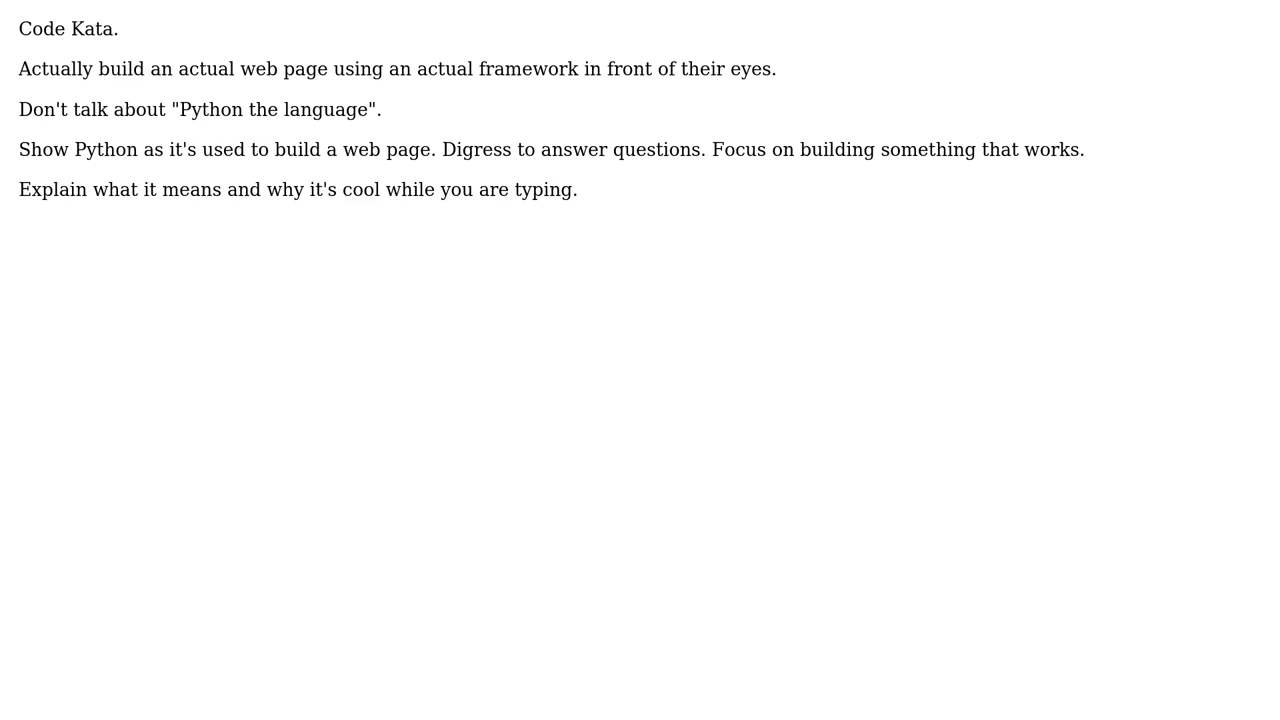 Code Kata.
Actually build an actual web page using an actual framework in front of their eyes.
Don't talk about "Python the language".
Show Python as it's used to build a web page. Digress to answer questions. Focus on building something that works.
Explain what it means and why it's cool while you are typing.